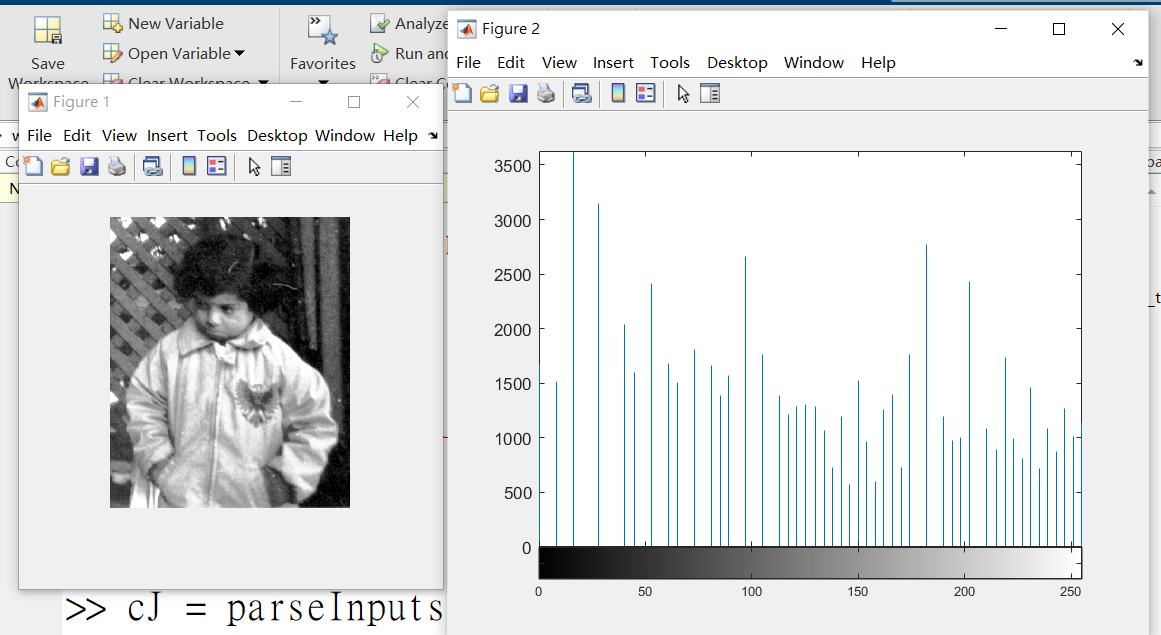 New Variable
Analyze
Save
Workspace
Open Variable
Favorites
Run and
Clear Workspace
Figure 2
File Edit View Insert Tools Desktop Window Help
Figure 1
File Edit View Insert Tools Desktop Window Help
3500
3000
2500
2000
1500
1000
500
0
0 50 100 150 200 250
>> cJ = parseInputs